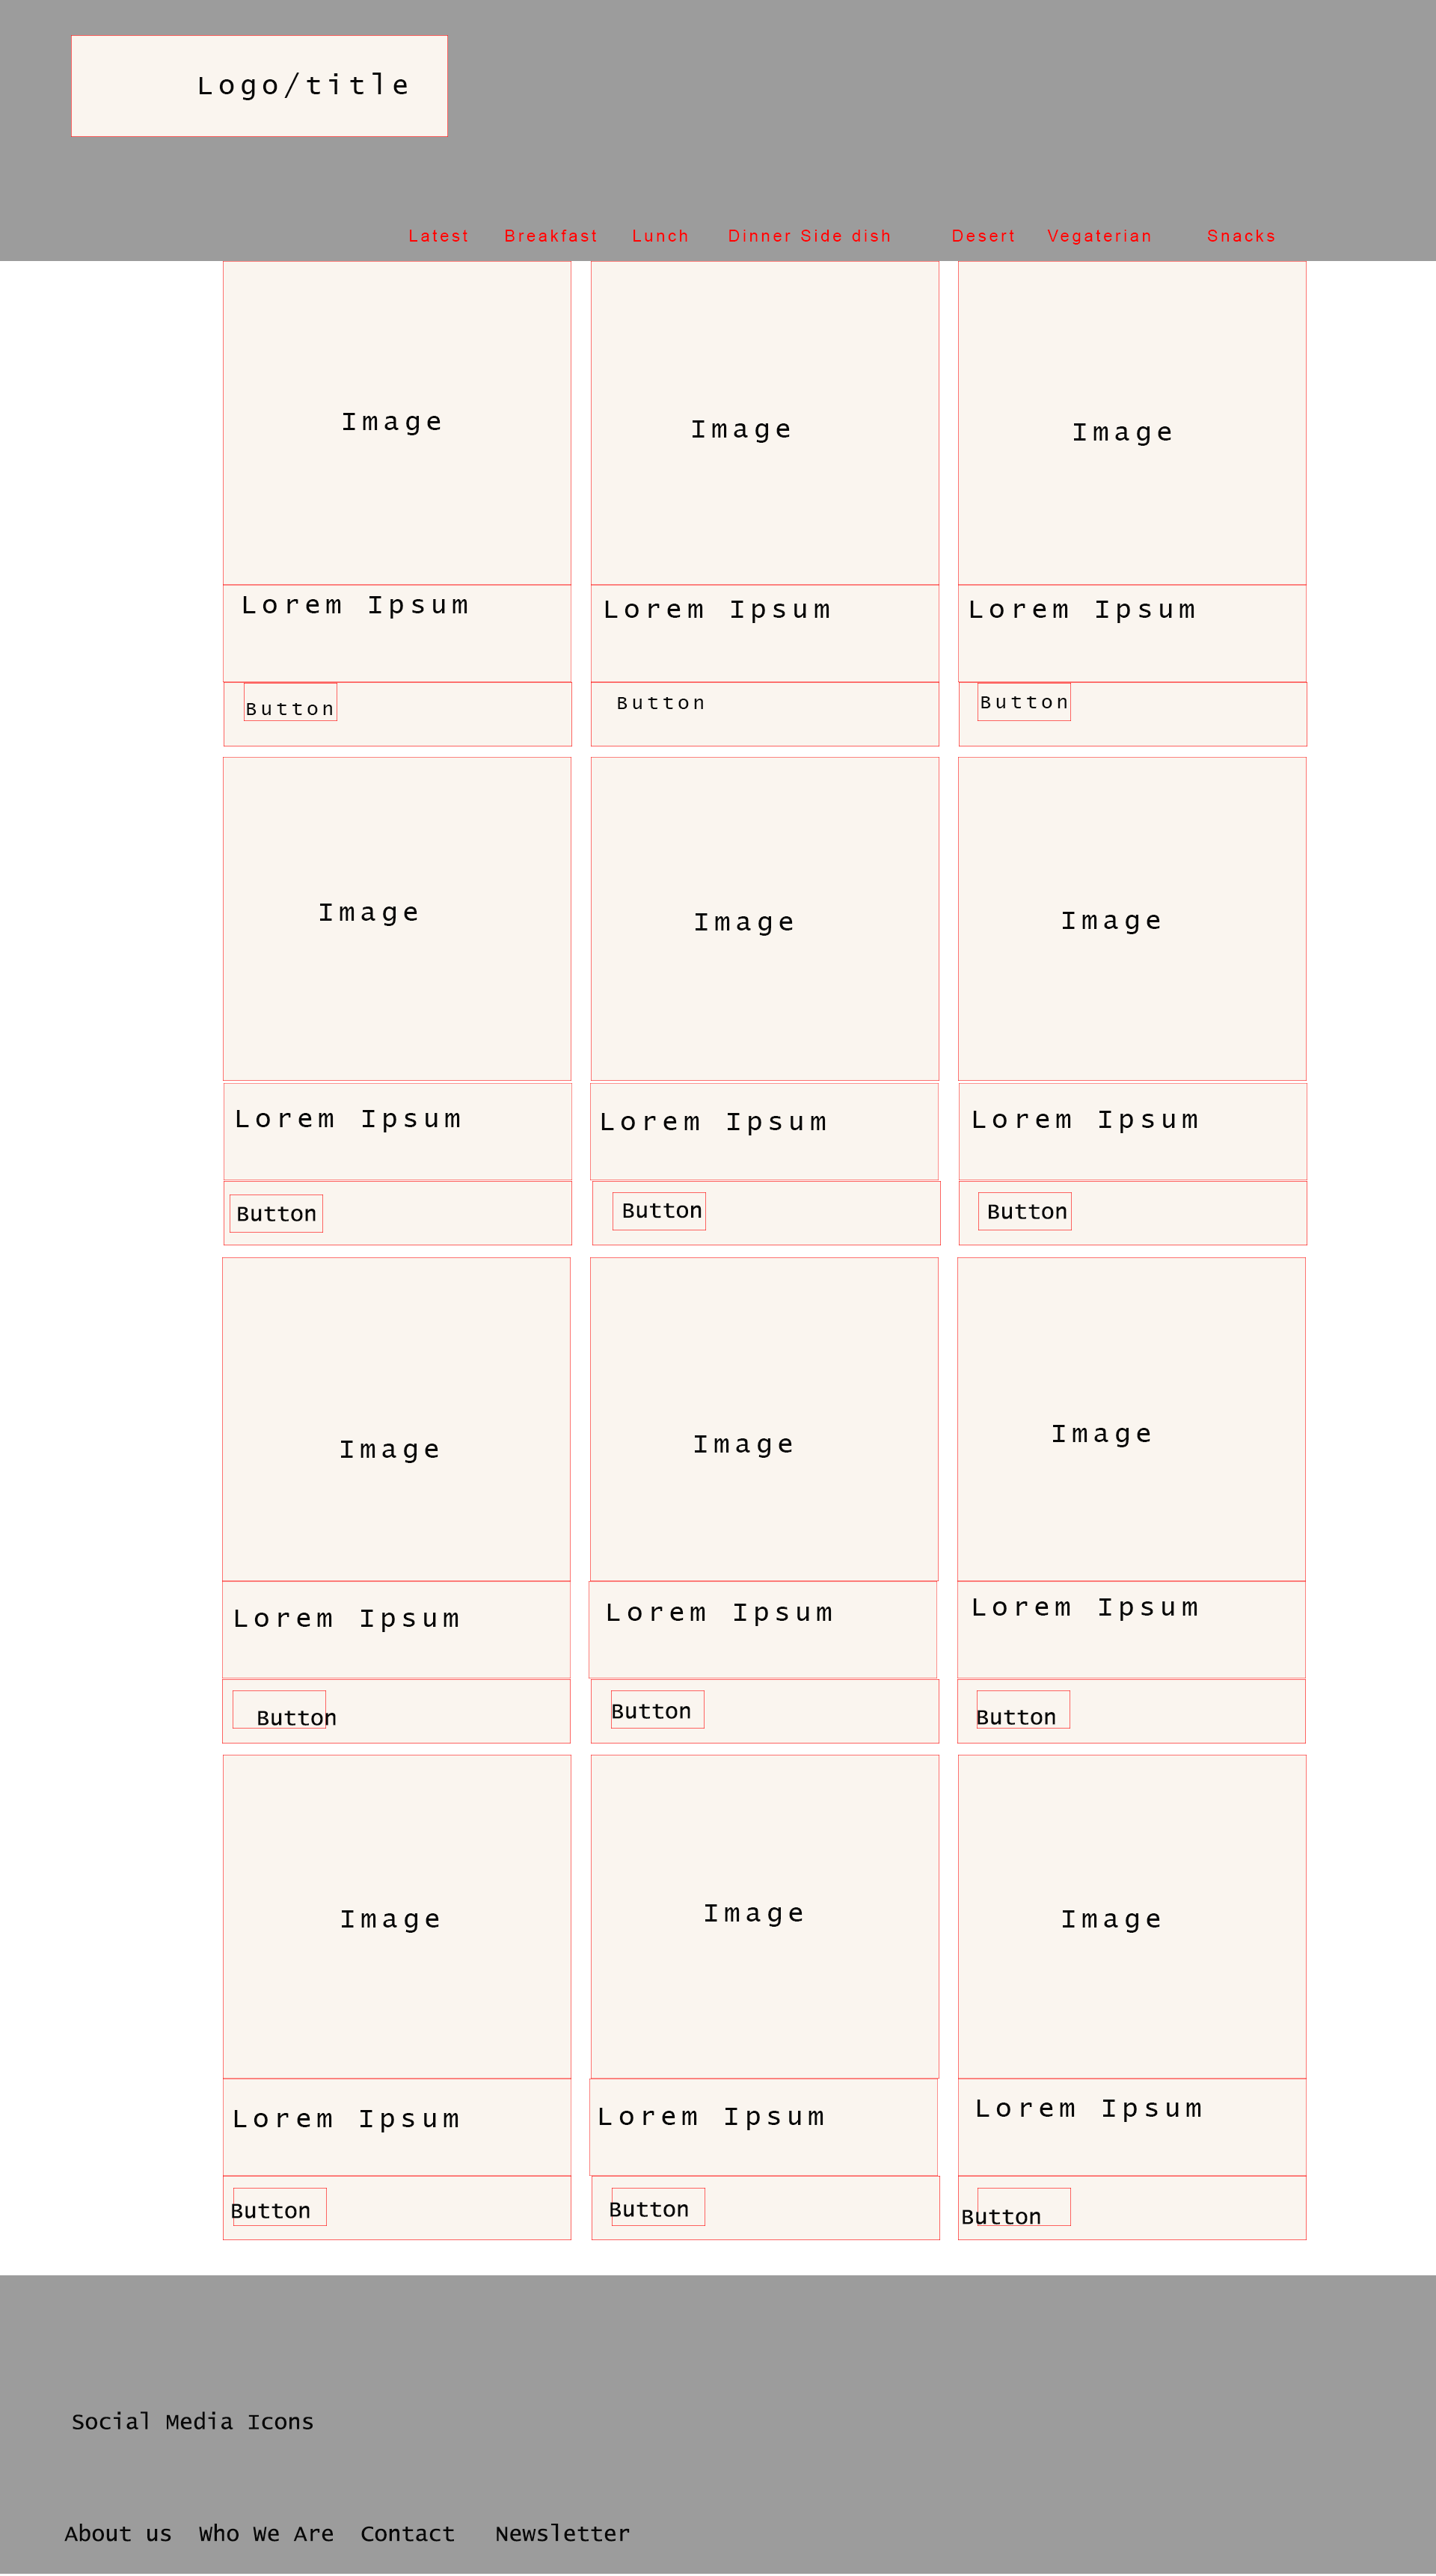 Logo/title
Latest Breakfast Lunch Dinner Side dish Desert Vegaterian Snacks
Image Image Image
Lorem Ipsum Lorem Ipsum Lorem Ipsum
Button Button Button
Image Image Image
Lorem Ipsum Lorem Ipsum Lorem Ipsum
Button Button Button
Image Image Image
Lorem Ipsum Lorem Ipsum Lorem Ipsum
Button Button Button
Image Image Image
Lorem Ipsum Lorem Ipsum Lorem Ipsum
Button Button Button
Social Media Icons
About us Who We Are Contact Newsletter